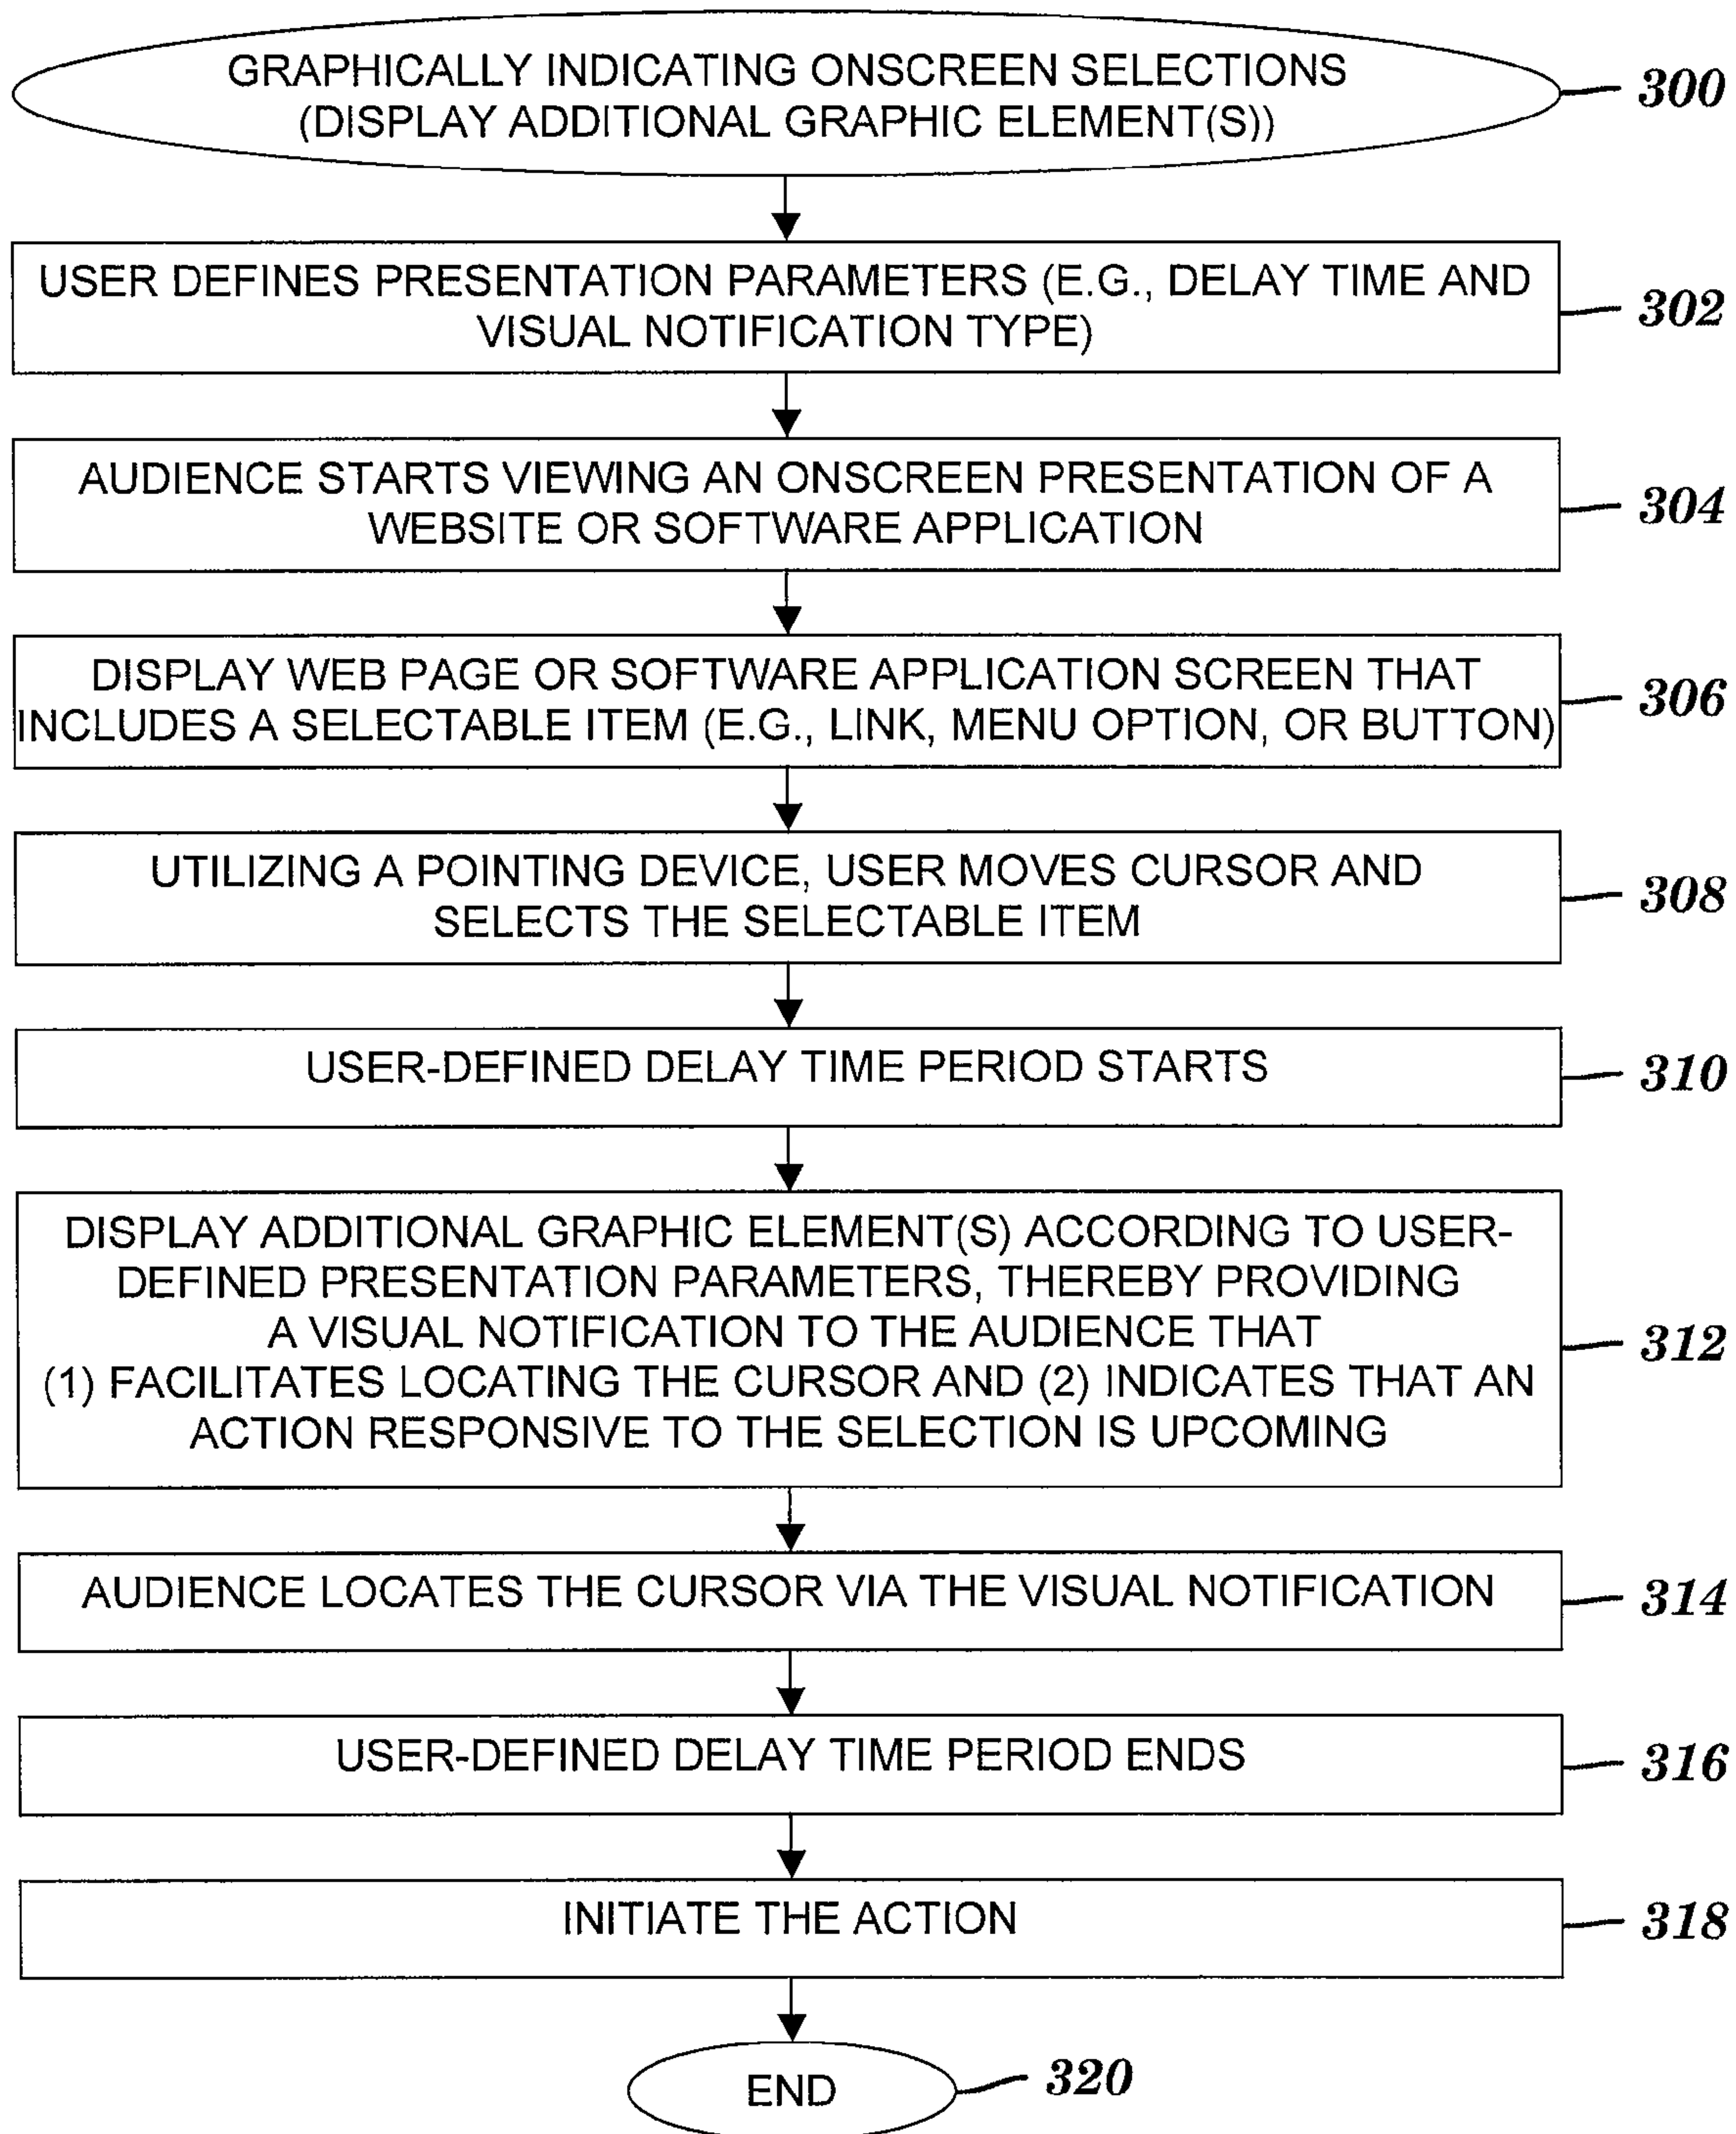 GRAPHICALLY INDICATING ONSCREEN SELECTIONS
(DISPLAY ADDITIONAL GRAPHIC ELEMENT(S))
300
USER DEFINES PRESENTATION PARAMETERS (E.G., DELAY TIME AND
VISUAL NOTIFICATION TYPE)
302
AUDIENCE STARTS VIEWING AN ONSCREEN PRESENTATION OF A
WEBSITE OR SOFTWARE APPLICATION
304
DISPLAY WEB PAGE OR SOFTWARE APPLICATION SCREEN THAT
INCLUDES A SELECTABLE ITEM (E.G., LINK, MENU OPTION, OR BUTTON)
306
UTILIZING A POINTING DEVICE, USER MOVES CURSOR AND
SELECTS THE SELECTABLE ITEM
308
USER-DEFINED DELAY TIME PERIOD STARTS
310
DISPLAY ADDITIONAL GRAPHIC ELEMENT(S) ACCORDING TO USER-
DEFINED PRESENTATION PARAMETERS, THEREBY PROVIDING
A VISUAL NOTIFICATION TO THE AUDIENCE THAT
(1) FACILITATES LOCATING THE CURSOR AND (2) INDICATES THAT AN
ACTION RESPONSIVE TO THE SELECTION IS UPCOMING
312
AUDIENCE LOCATES THE CURSOR VIA THE VISUAL NOTIFICATION
314
USER-DEFINED DELAY TIME PERIOD ENDS
316
INITIATE THE ACTION
318
END
320